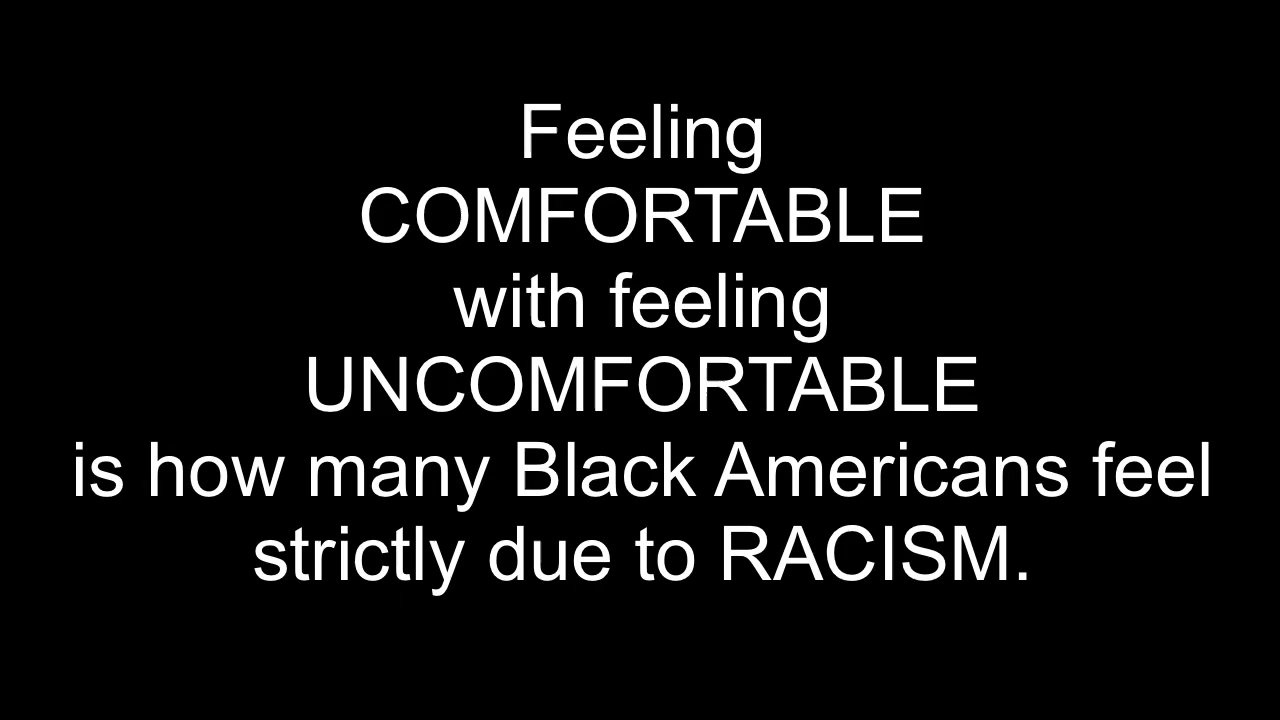 Feeling
COMFORTABLE
with feeling
UNCOMFORTABLE
is how many Black Americans feel
strictly due to RACISM.